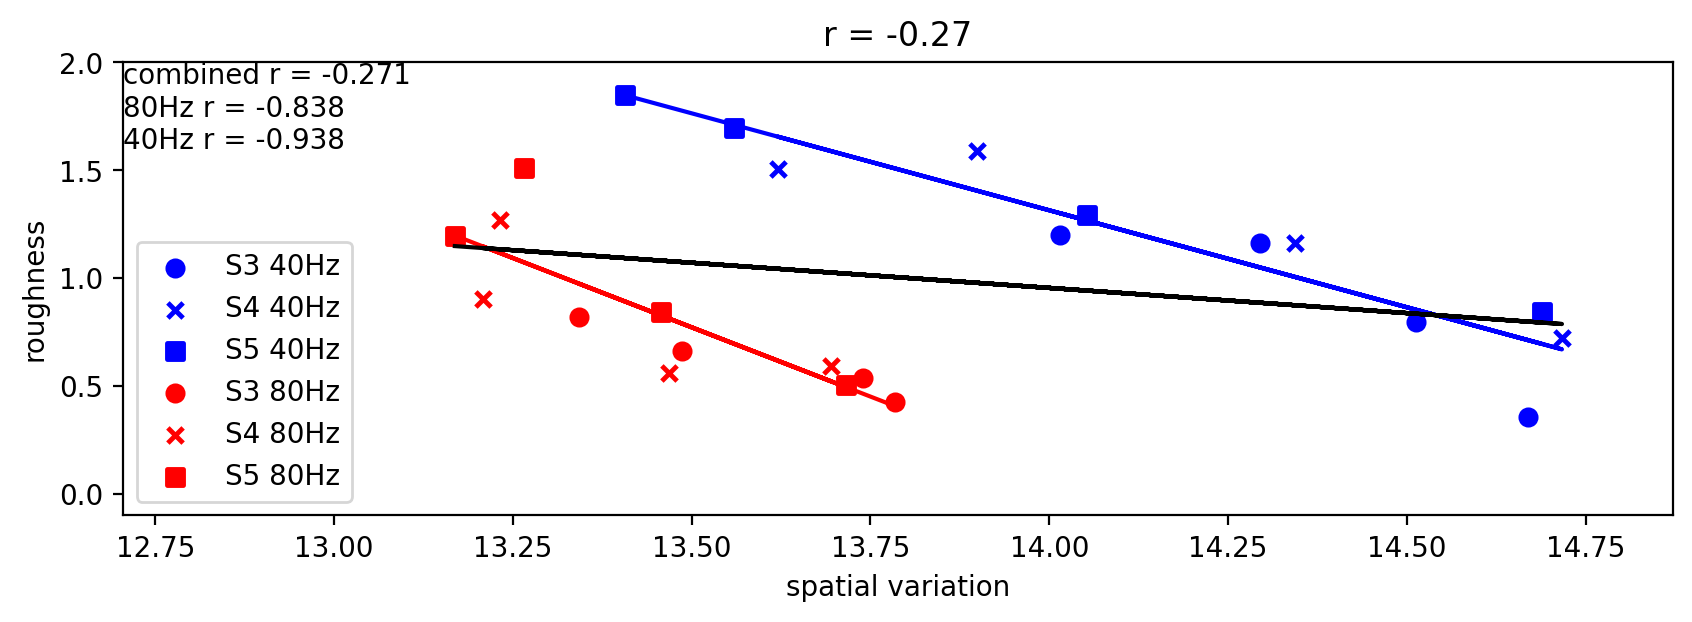 r = -0.27
combined r = -0.271
80Hz r = -0.838
40Hz r = -0.938
2.0
1.5
1.0
0.5
0.0
roughness
S3 40Hz
S4 40Hz
S5 40Hz
S3 80Hz
S4 80Hz
S5 80Hz
12.75 13.00 13.25 13.50 13.75 14.00 14.25 14.50 14.75
spatial variation